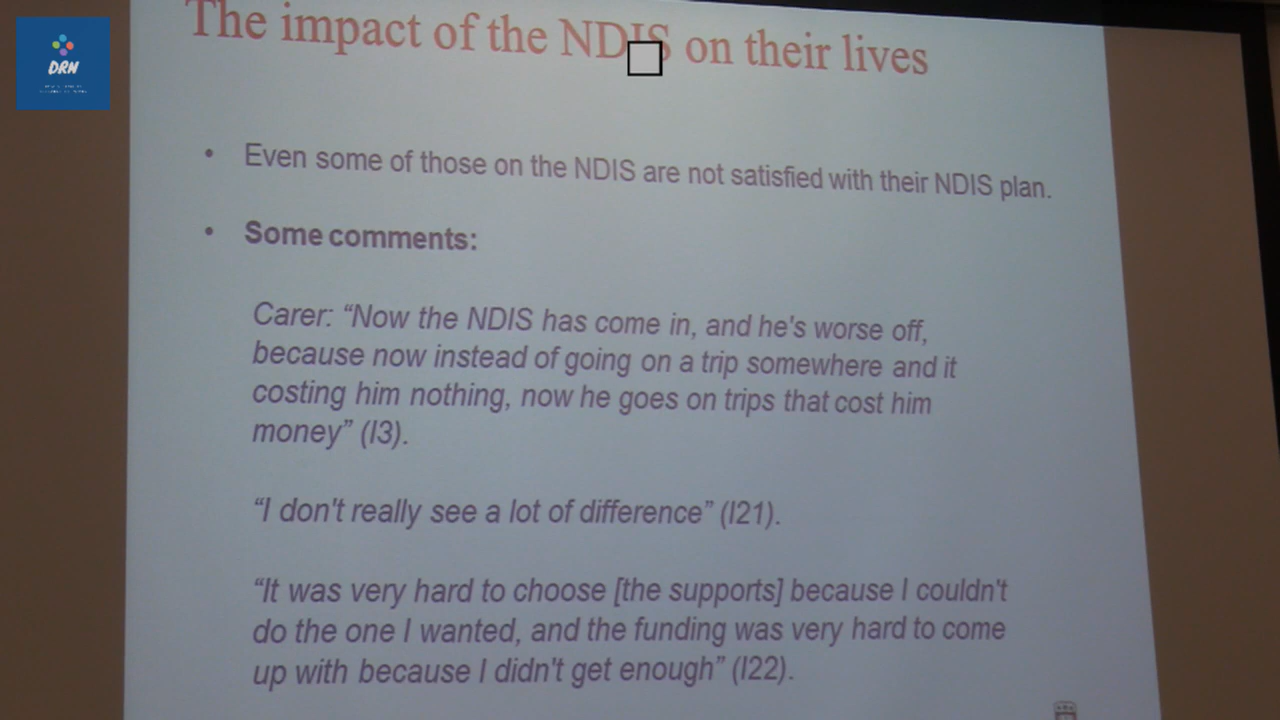 DRN
The impact of the NDIS on their lives
• Even some of those on the NDIS are not satisfied with their NDIS plan.
• Some comments:
Carer: “Now the NDIS has come in, and he's worse off,
because now instead of going on a trip somewhere and it
costing him nothing, now he goes on trips that cost him
money” (I3).
“I don't really see a lot of difference” (I21).
“It was very hard to choose [the supports] because I couldn't
do the one I wanted, and the funding was very hard to come
up with because I didn't get enough” (I22).